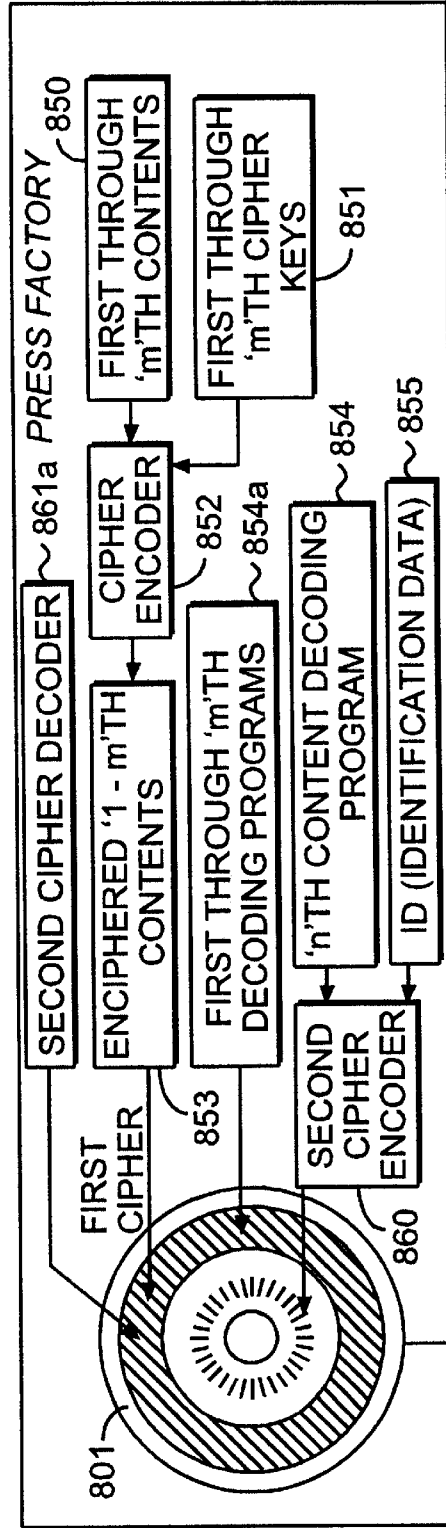 861a PRESS FACTORY
SECOND CIPHER DECODER
850
FIRST THROUGH
'm'TH CONTENTS
FIRST THROUGH
'm'TH CIPHER
KEYS
851
CIPHER
ENCODER
852
FIRST
CIPHER
ENCIPHERED '1 - m'TH
CONTENTS
853
854a
FIRST THROUGH 'm'TH
DECODING PROGRAMS
854
'n'TH CONTENT DECODING
PROGRAM
855
ID (IDENTIFICATION DATA)
SECOND
CIPHER
ENCODER
860
801